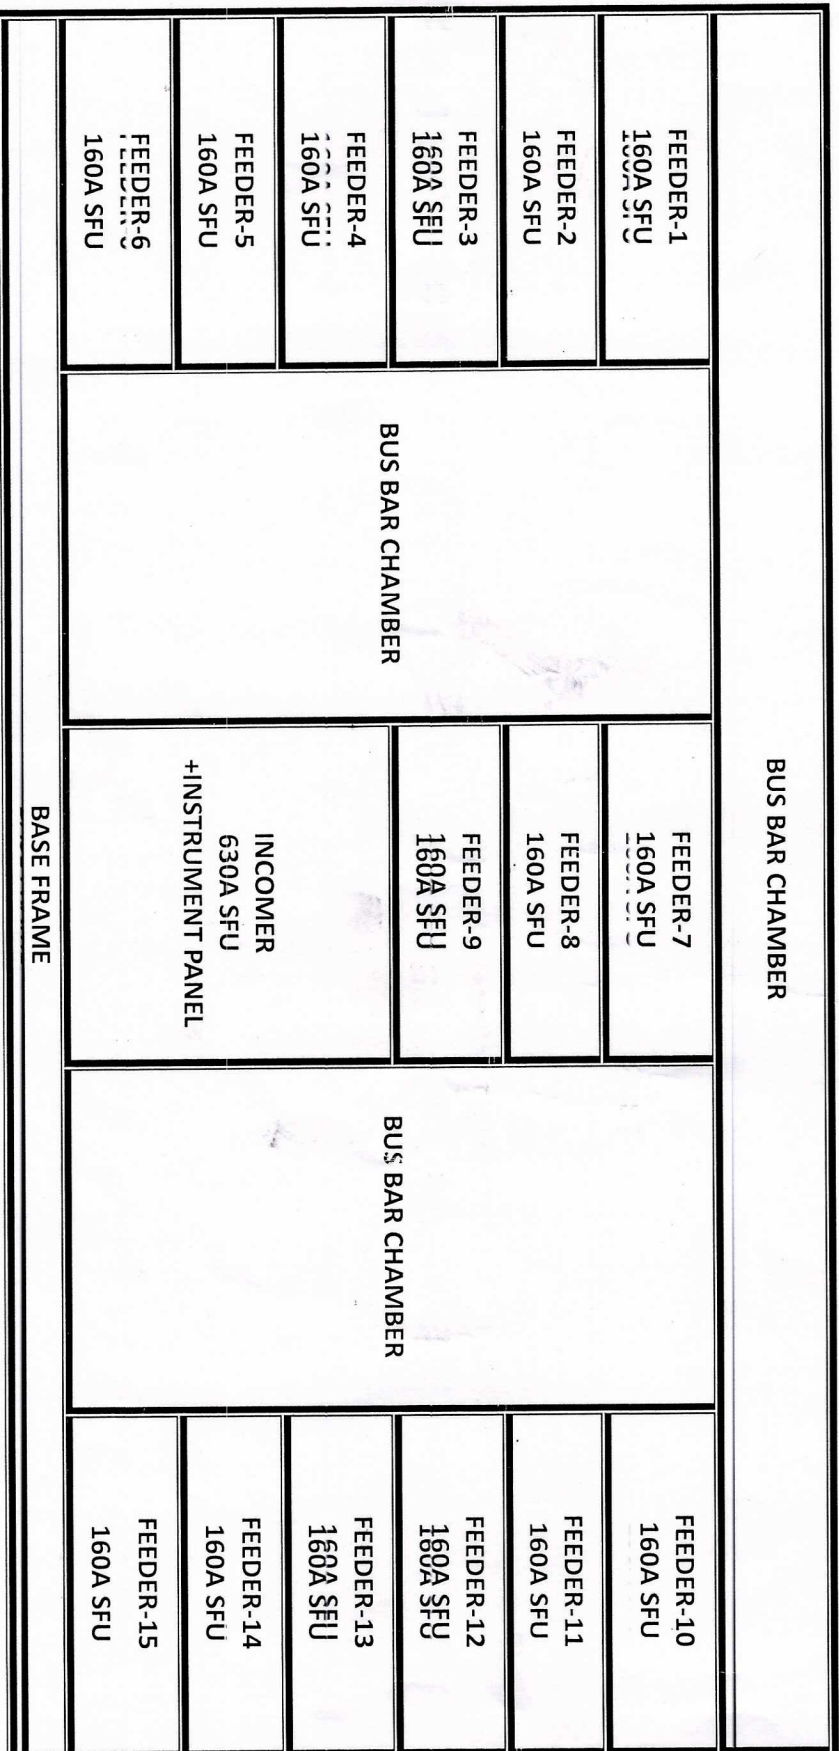 BUS BAR CHAMBER
FEEDER-1
160A SFU
FEEDER-2
160A SFU
FEEDER-3
160A SFU
FEEDER-4
160A SFU
FEEDER-5
160A SFU
FEEDER-6
160A SFU
BUS BAR CHAMBER
FEEDER-7
160A SFU
FEEDER-8
160A SFU
FEEDER-9
160A SFU
INCOMER
630A SFU
+INSTRUMENT PANEL
BUS BAR CHAMBER
FEEDER-10
160A SFU
FEEDER-11
160A SFU
FEEDER-12
160A SFU
FEEDER-13
160A SFU
FEEDER-14
160A SFU
FEEDER-15
160A SFU
BASE FRAME